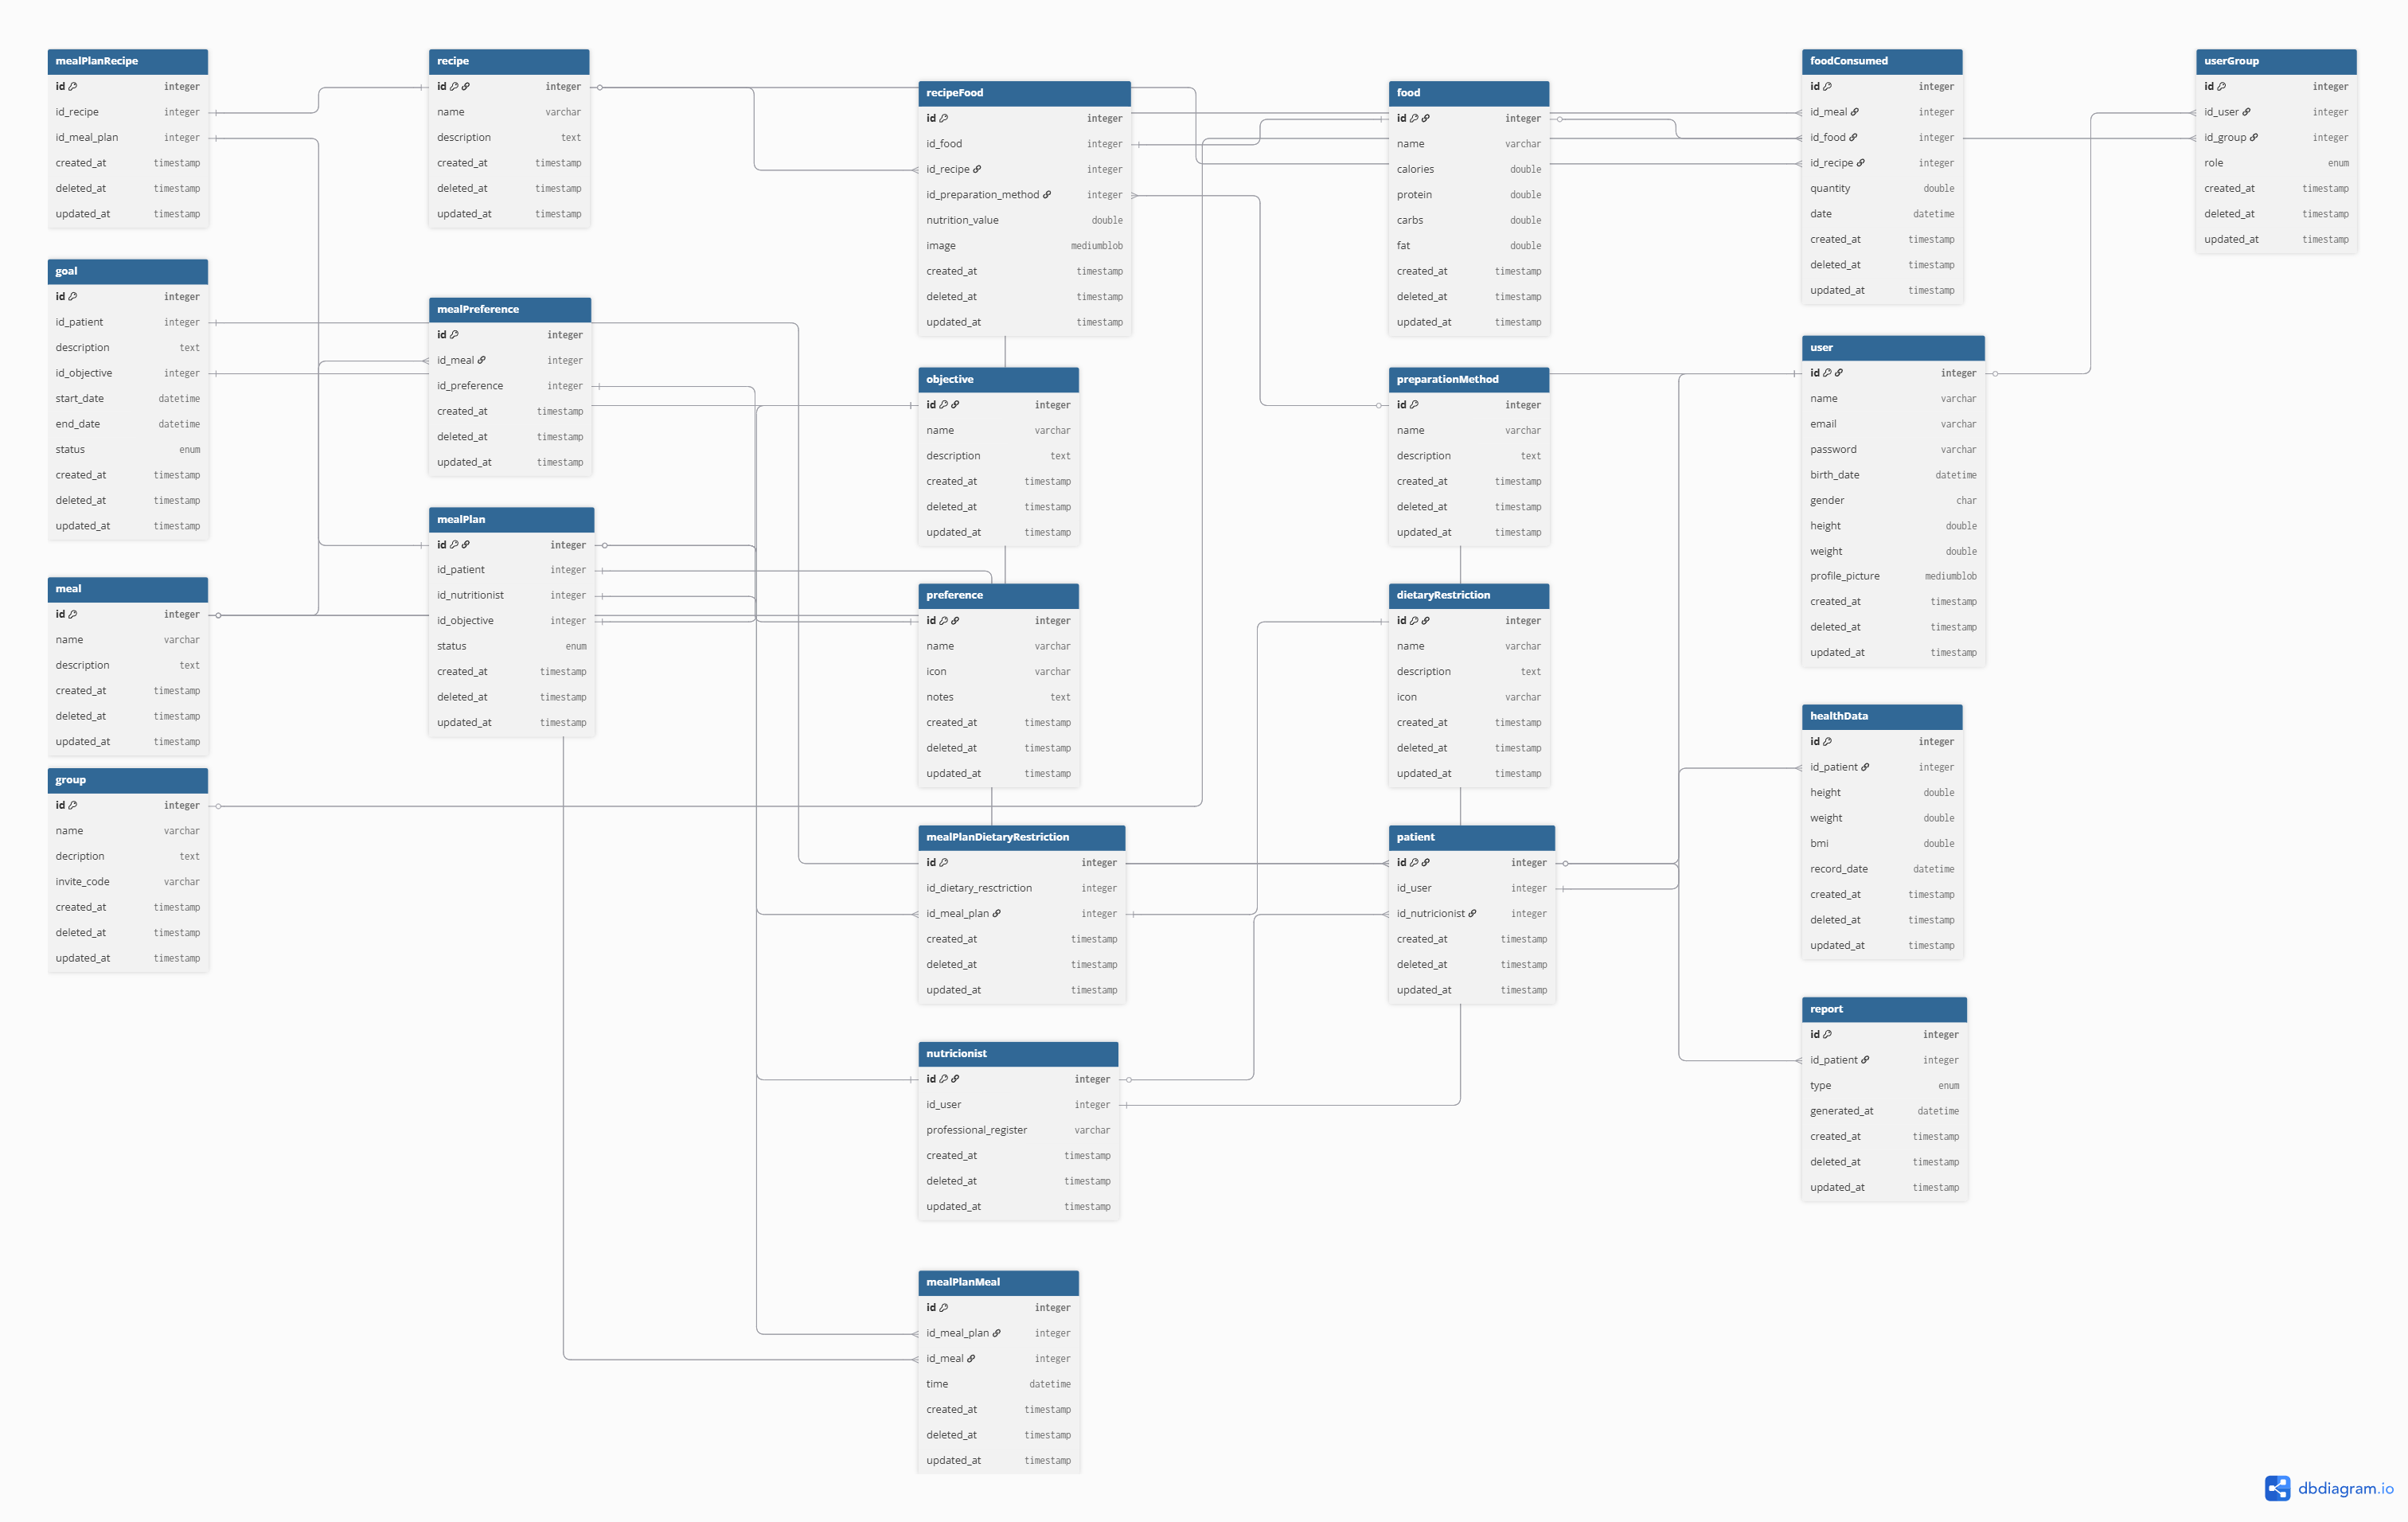 mealPlanRecipe
id integer
id_recipe integer
id_meal_plan integer
created_at timestamp
deleted_at timestamp
updated_at timestamp
goal
id integer
id_patient integer
description text
id_objective integer
start_date datetime
end_date datetime
status enum
created_at timestamp
deleted_at timestamp
updated_at timestamp
meal
id integer
name varchar
description text
created_at timestamp
deleted_at timestamp
updated_at timestamp
group
id integer
name varchar
decription text
invite_code varchar
created_at timestamp
deleted_at timestamp
updated_at timestamp
recipe
id integer
name varchar
description text
created_at timestamp
deleted_at timestamp
updated_at timestamp
mealPreference
id integer
id_meal integer
id_preference integer
created_at timestamp
deleted_at timestamp
updated_at timestamp
mealPlan
id integer
id_patient integer
id_nutritionist integer
id_objective integer
status enum
created_at timestamp
deleted_at timestamp
updated_at timestamp
recipeFood
id integer
id_food integer
id_recipe integer
id_preparation_method integer
nutrition_value double
image mediumblob
created_at timestamp
deleted_at timestamp
updated_at timestamp
objective
id integer
name varchar
description text
created_at timestamp
deleted_at timestamp
updated_at timestamp
preference
id integer
name varchar
icon varchar
notes text
created_at timestamp
deleted_at timestamp
updated_at timestamp
mealPlanDietaryRestriction
id integer
id_dietary_resctriction integer
id_meal_plan integer
created_at timestamp
deleted_at timestamp
updated_at timestamp
nutricionist
id integer
id_user integer
professional_register varchar
created_at timestamp
deleted_at timestamp
updated_at timestamp
mealPlanMeal
id integer
id_meal_plan integer
id_meal integer
time datetime
created_at timestamp
deleted_at timestamp
updated_at timestamp
food
id integer
name varchar
calories double
protein double
carbs double
fat double
created_at timestamp
deleted_at timestamp
updated_at timestamp
preparationMethod
id integer
name varchar
description text
created_at timestamp
deleted_at timestamp
updated_at timestamp
dietaryRestriction
id integer
name varchar
description text
icon varchar
created_at timestamp
deleted_at timestamp
updated_at timestamp
patient
id integer
id_user integer
id_nutricionist integer
created_at timestamp
deleted_at timestamp
updated_at timestamp
foodConsumed
id integer
id_meal integer
id_food integer
id_recipe integer
quantity double
date datetime
created_at timestamp
deleted_at timestamp
updated_at timestamp
user
id integer
name varchar
email varchar
password varchar
birth_date datetime
gender char
height double
weight double
profile_picture mediumblob
created_at timestamp
deleted_at timestamp
updated_at timestamp
healthData
id integer
id_patient integer
height double
weight double
bmi double
record_date datetime
created_at timestamp
deleted_at timestamp
updated_at timestamp
report
id integer
id_patient integer
type enum
generated_at datetime
created_at timestamp
deleted_at timestamp
updated_at timestamp
userGroup
id integer
id_user integer
id_group integer
role enum
created_at timestamp
deleted_at timestamp
updated_at timestamp
dbdiagram.io